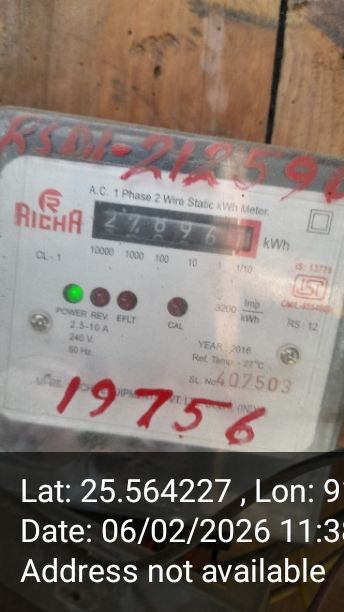 RSD1-21259
A.C. 1 Phase 2 Wire Static kWh Meter
RICHA
kWh
10000 1000 100 10 1 1/10
CL - 1
IS: 13779
ISI
POWER REV. EFLT
CAL
3200 Imp/kWh
RS: 12
2.5-10 A
240 V.
50 Hz.
YEARː 2016
Ref. Temp. - 27°C
SL. No. 407503
19756
Lat: 25.564227 , Lon: 9
Date: 06/02/2026 11:3
Address not available